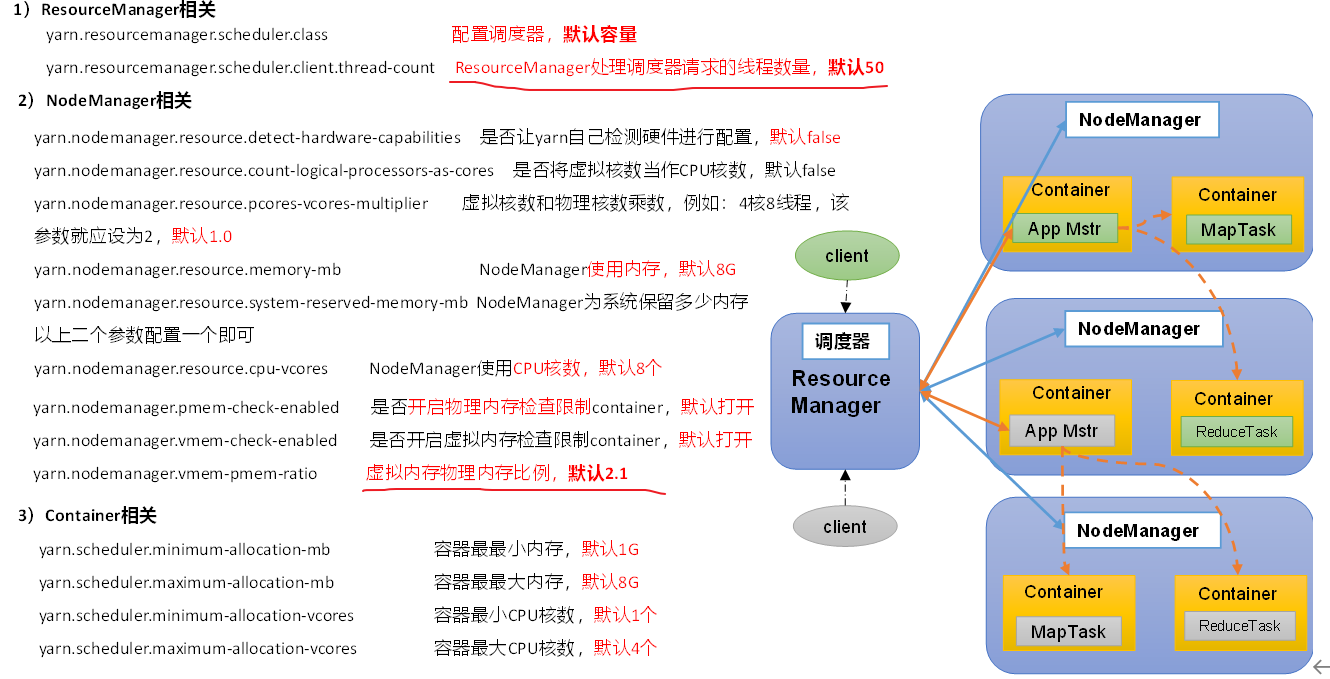 1）ResourceManager相关
yarn.resourcemanager.scheduler.class 配置调度器，默认容量
yarn.resourcemanager.scheduler.client.thread-count ResourceManager处理调度器请求的线程数量，默认50
2）NodeManager相关
yarn.nodemanager.resource.detect-hardware-capabilities 是否让yarn自己检测硬件进行配置，默认false
yarn.nodemanager.resource.count-logical-processors-as-cores 是否将虚拟核数当作CPU核数，默认false
yarn.nodemanager.resource.pcores-vcores-multiplier 虚拟核数和物理核数乘数，例如：4核8线程，该
参数就应设为2，默认1.0
yarn.nodemanager.resource.memory-mb NodeManager使用内存，默认8G
yarn.nodemanager.resource.system-reserved-memory-mb NodeManager为系统保留多少内存
以上二个参数配置一个即可
yarn.nodemanager.resource.cpu-vcores NodeManager使用CPU核数，默认8个
yarn.nodemanager.pmem-check-enabled 是否开启物理内存检查限制container，默认打开
yarn.nodemanager.vmem-check-enabled 是否开启虚拟内存检查限制container，默认打开
yarn.nodemanager.vmem-pmem-ratio 虚拟内存物理内存比例，默认2.1
3）Container相关
yarn.scheduler.minimum-allocation-mb 容器最最小内存，默认1G
yarn.scheduler.maximum-allocation-mb 容器最最大内存，默认8G
yarn.scheduler.minimum-allocation-vcores 容器最小CPU核数，默认1个
yarn.scheduler.maximum-allocation-vcores 容器最大CPU核数，默认4个
client
调度器
Resource
Manager
client
NodeManager
Container
App Mstr
Container
MapTask
NodeManager
Container
App Mstr
Container
ReduceTask
NodeManager
Container
MapTask
Container
ReduceTask